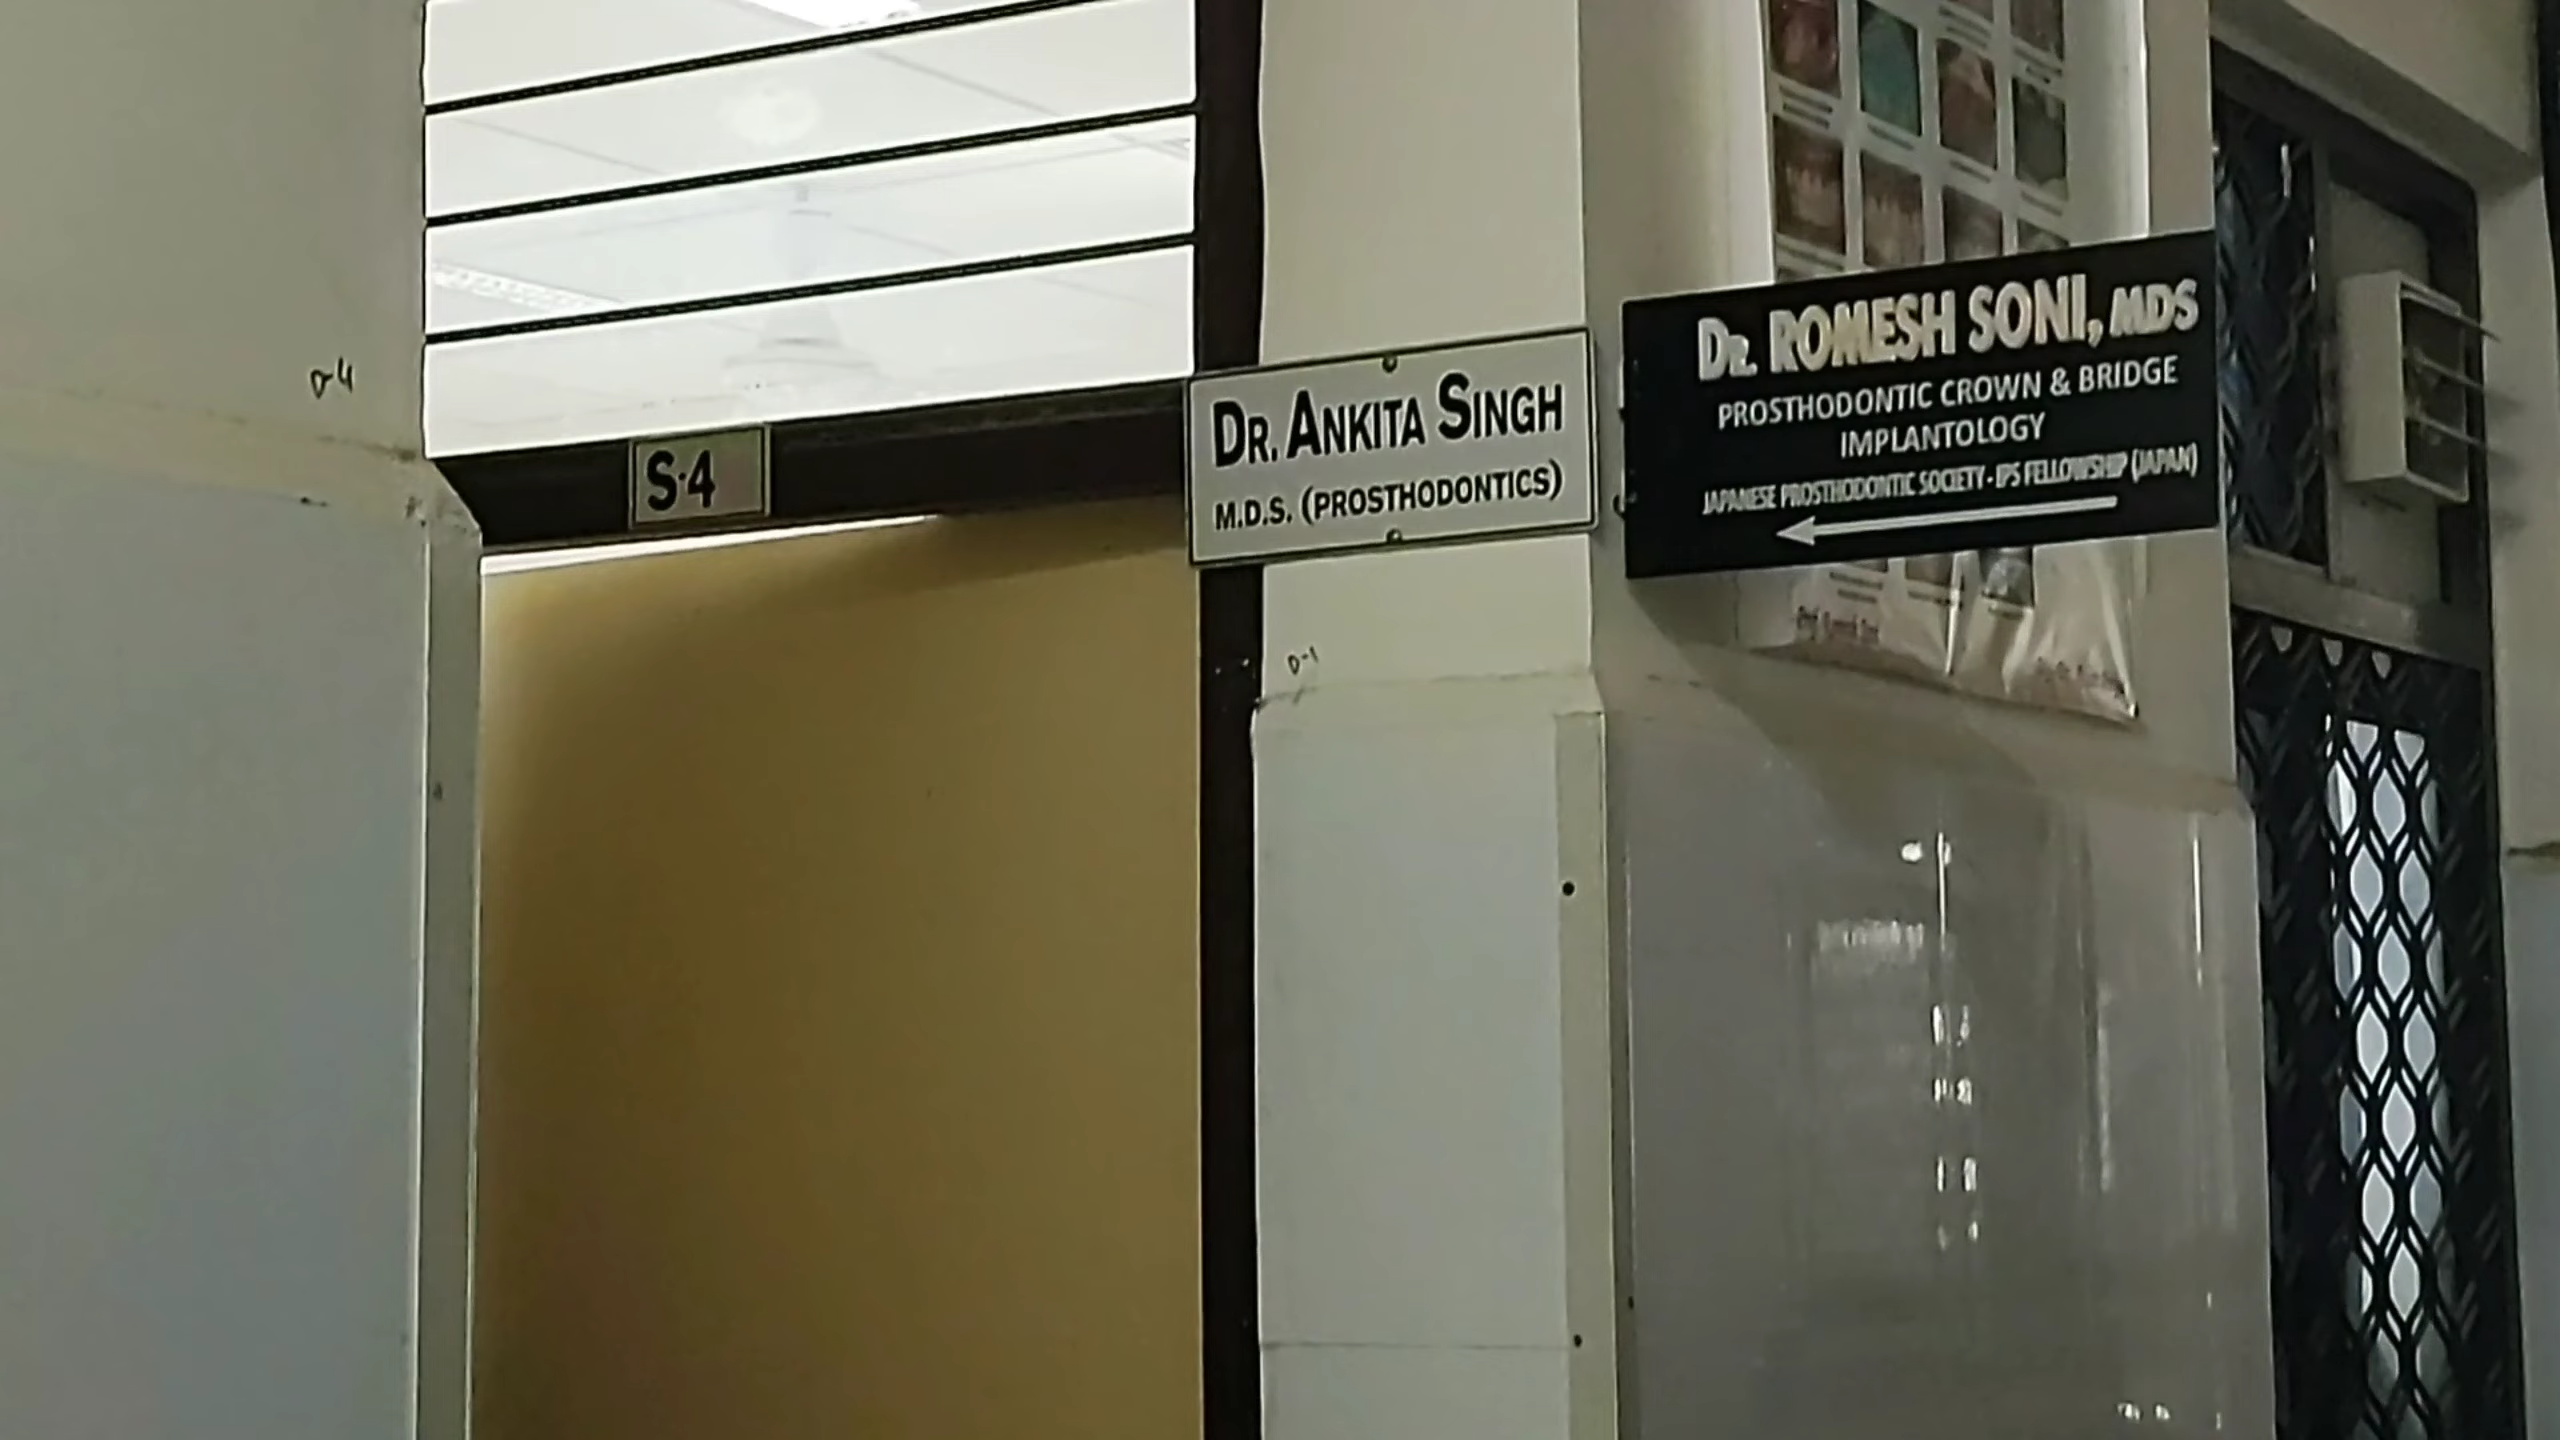 S-4
DR. ANKITA SINGH
M.D.S. (PROSTHODONTICS)
DR. ROMESH SONI, MDS
PROSTHODONTIC CROWN & BRIDGE
IMPLANTOLOGY
JAPANESE PROSTHODONTIC SOCIETY - IPS FELLOWSHIP (JAPAN)
D-1